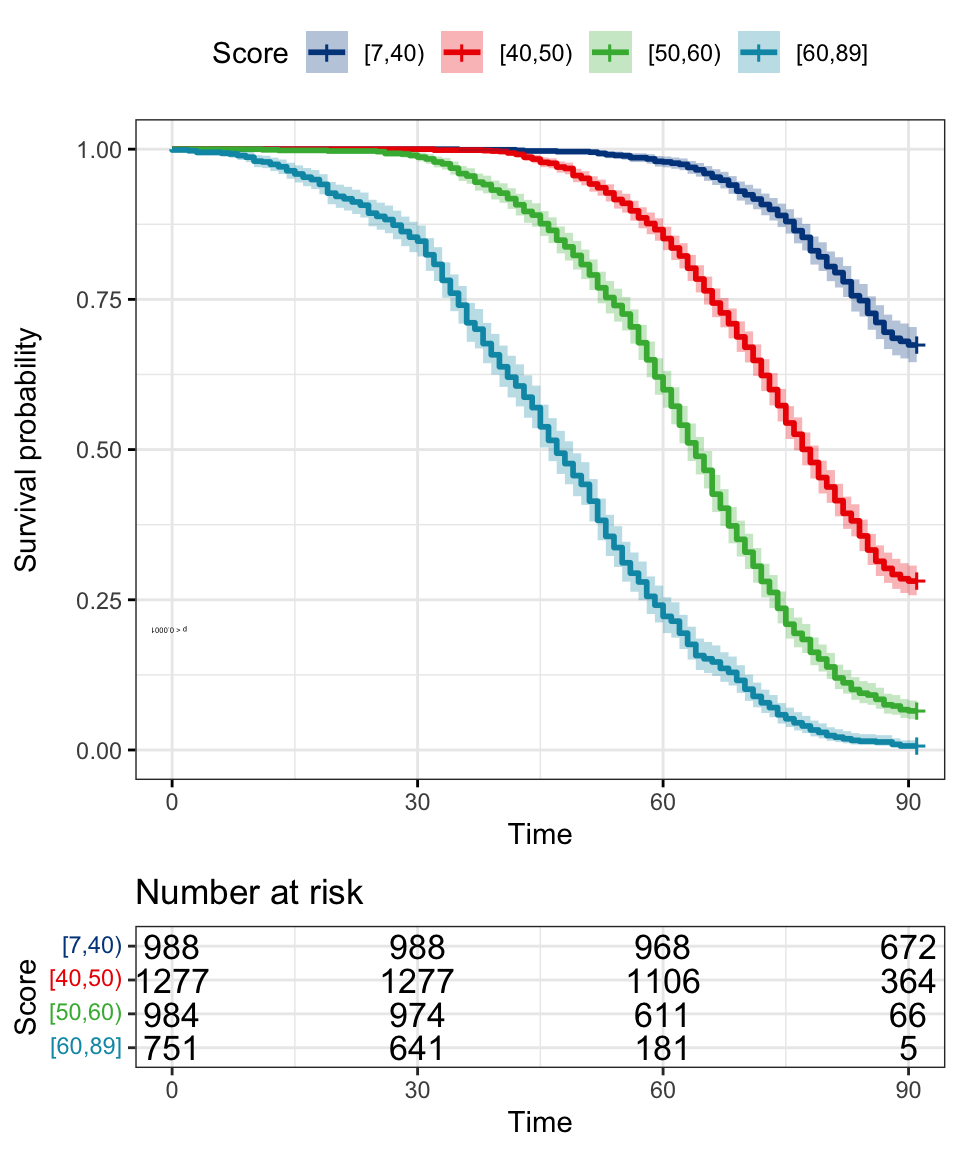 Score [7,40) [40,50) [50,60) [60,89]
1.00
0.75
0.50
0.25
0.00
Survival probability
p < 0.0001
0 30 60 90
Time
Number at risk
Score
[7,40) 988 988 968 672
[40,50) 1277 1277 1106 364
[50,60) 984 974 611 66
[60,89] 751 641 181 5
0 30 60 90
Time